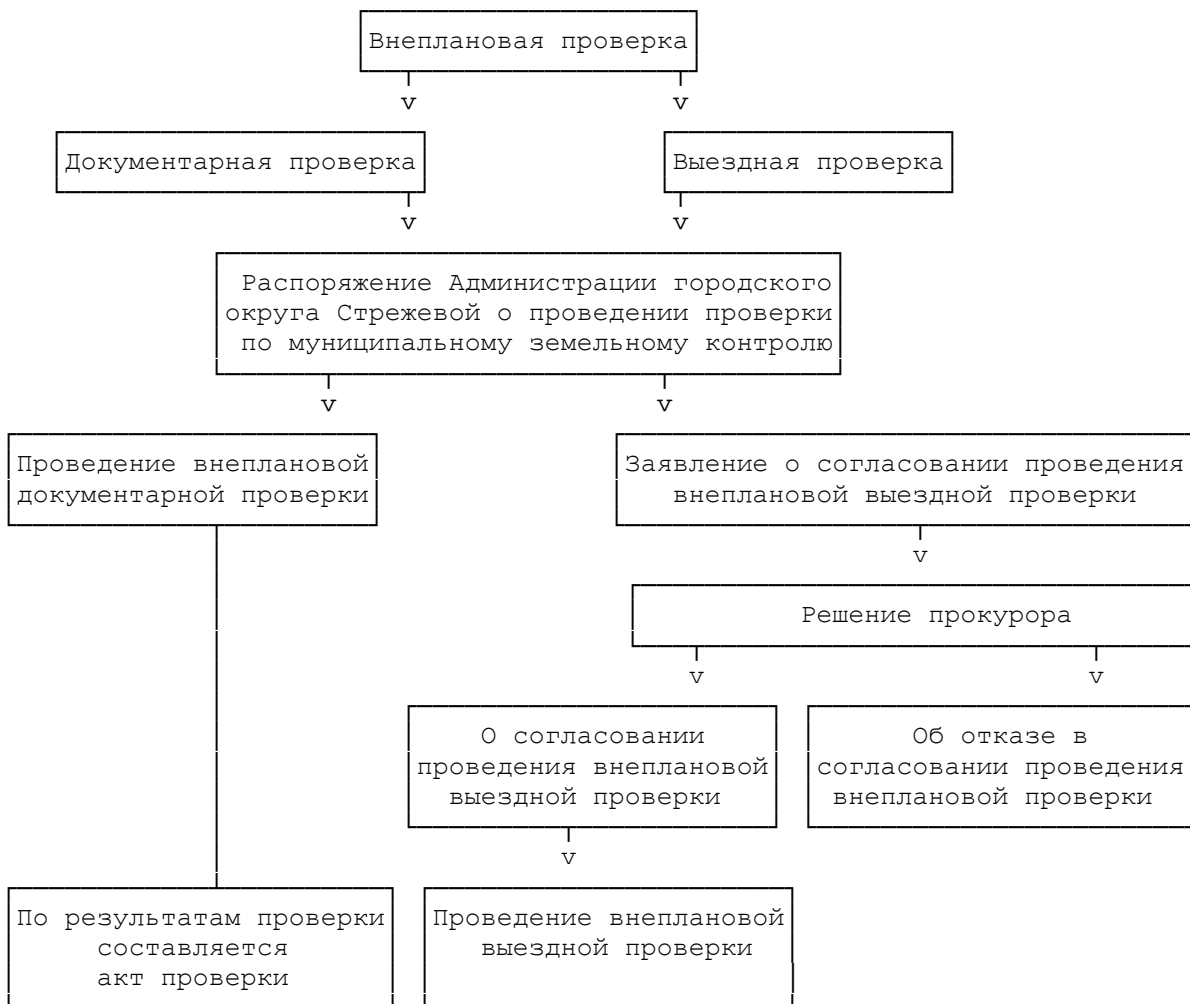 Внеплановая проверка
v
v
Документарная проверка
Выездная проверка
v
v
Распоряжение Администрации городского
округа Стрежевой о проведении проверки
по муниципальному земельному контролю
v
v
Проведение внеплановой
документарной проверки
Заявление о согласовании проведения
внеплановой выездной проверки
v
Решение прокурора
v
v
О согласовании
проведения внеплановой
выездной проверки
Об отказе в
согласовании проведения
внеплановой проверки
v
По результатам проверки
составляется
акт проверки
Проведение внеплановой
выездной проверки